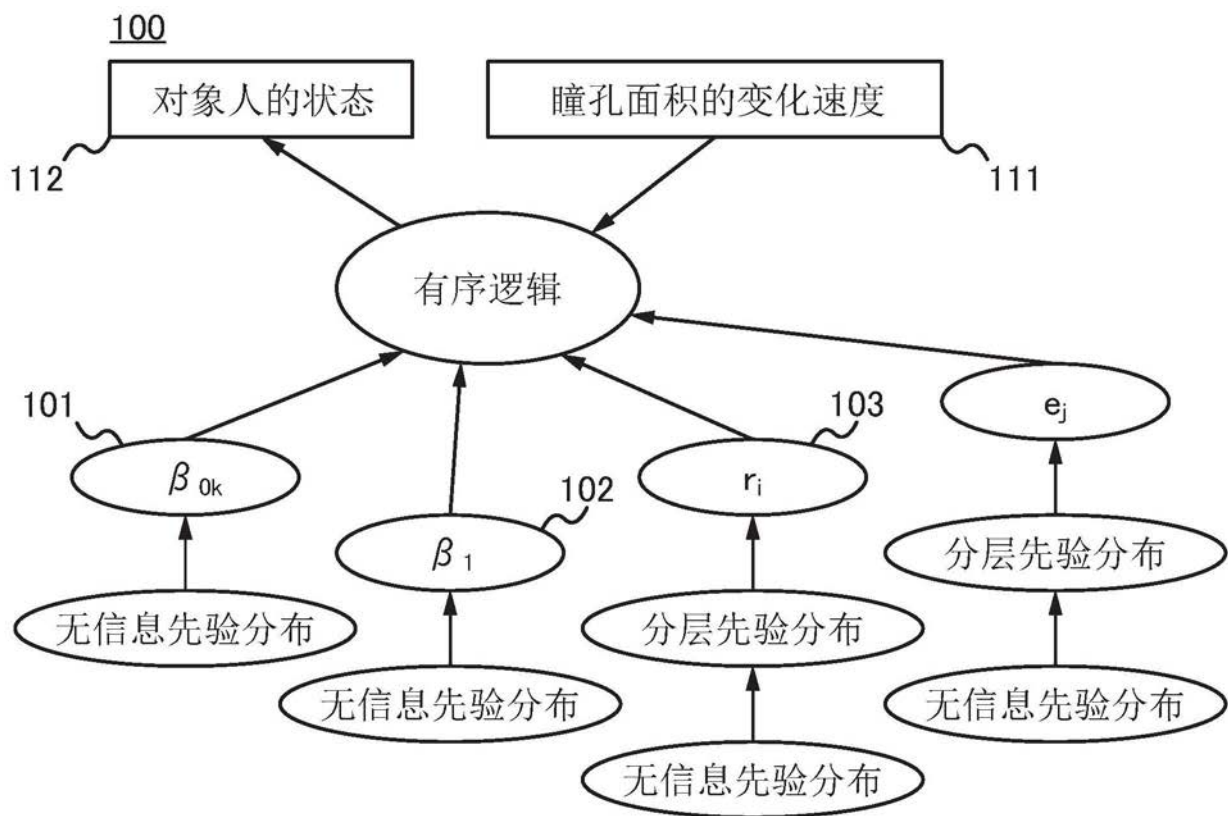 100
对象人的状态
瞳孔面积的变化速度
112
111
有序逻辑
101
103
e_j
β_{0k}
102
r_i
β_1
分层先验分布
无信息先验分布
分层先验分布
无信息先验分布
无信息先验分布
无信息先验分布